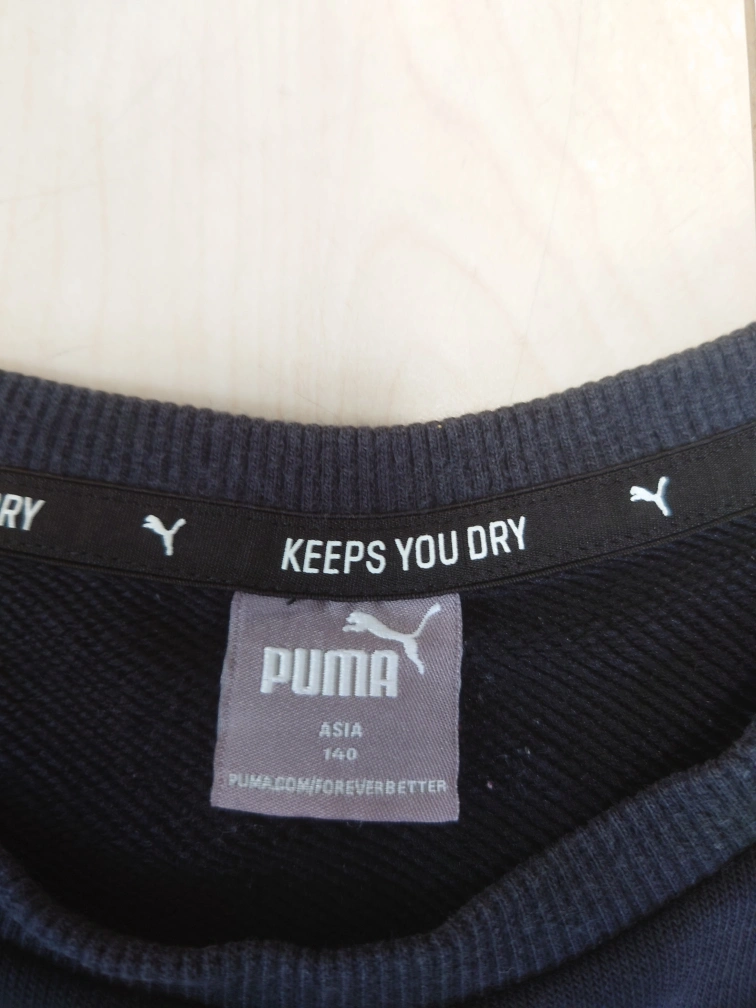 RY KEEPS YOU DRY
PUMA
ASIA
140
PUMA.COM/FOREVERBETTER